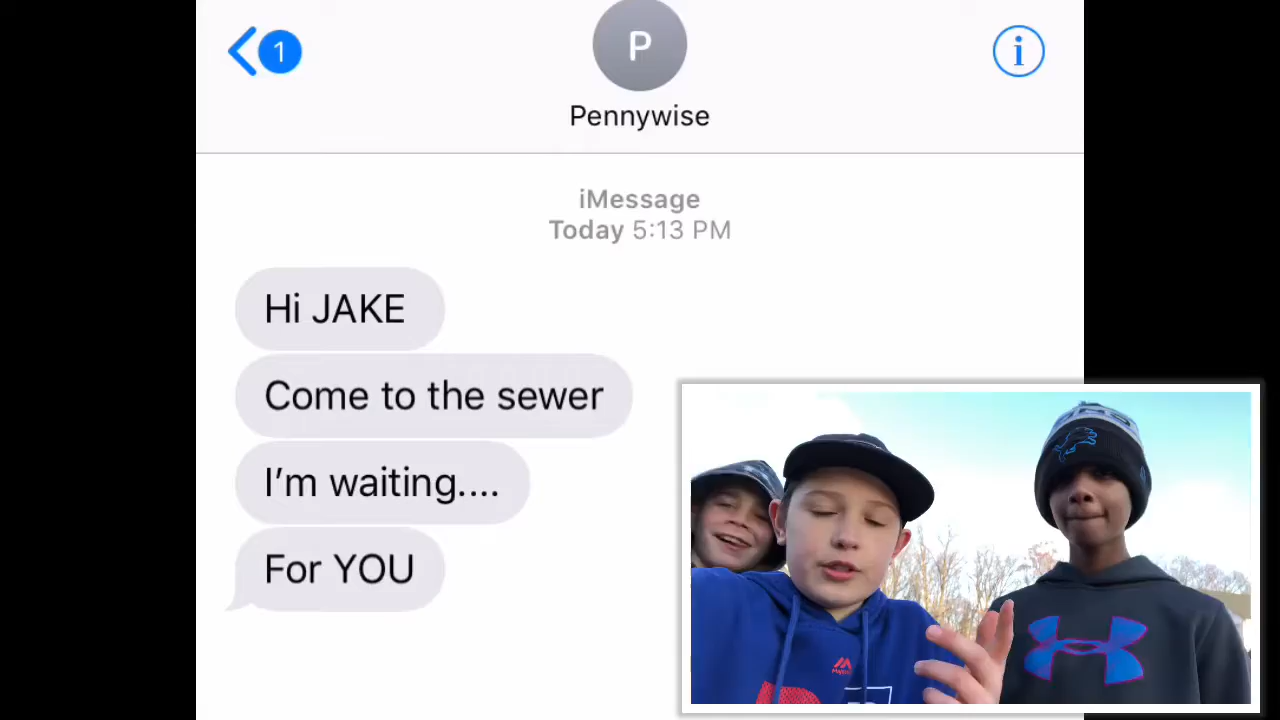 1
P
i
Pennywise
iMessage
Today 5:13 PM
Hi JAKE
Come to the sewer
I'm waiting....
For YOU